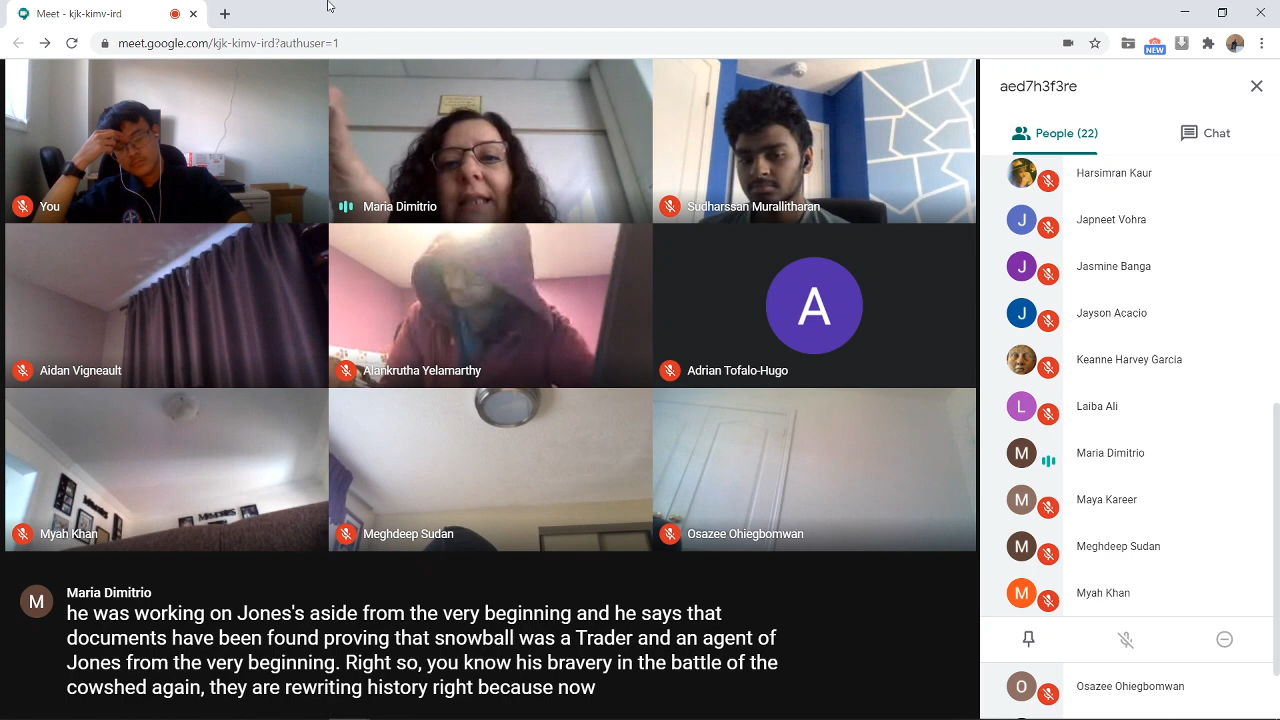 Meet - kjk-kimv-ird
meet.google.com/kjk-kimv-ird?authuser=1
NEW
You
Maria Dimitrio
Sudharssan Murallitharan
Aidan Vigneault
Alankrutha Yelamarthy
A
Adrian Tofalo-Hugo
Myah Khan
Meghdeep Sudan
Osazee Ohiegbomwan
M
Maria Dimitrio
he was working on Jones's aside from the very beginning and he says that
documents have been found proving that snowball was a Trader and an agent of
Jones from the very beginning. Right so, you know his bravery in the battle of the
cowshed again, they are rewriting history right because now
aed7h3f3re
People (22)
Chat
Harsimran Kaur
J
Japneet Vohra
J
Jasmine Banga
J
Jayson Acacio
Keanne Harvey Garcia
L
Laiba Ali
M
Maria Dimitrio
M
Maya Kareer
M
Meghdeep Sudan
M
Myah Khan
O
Osazee Ohiegbomwan